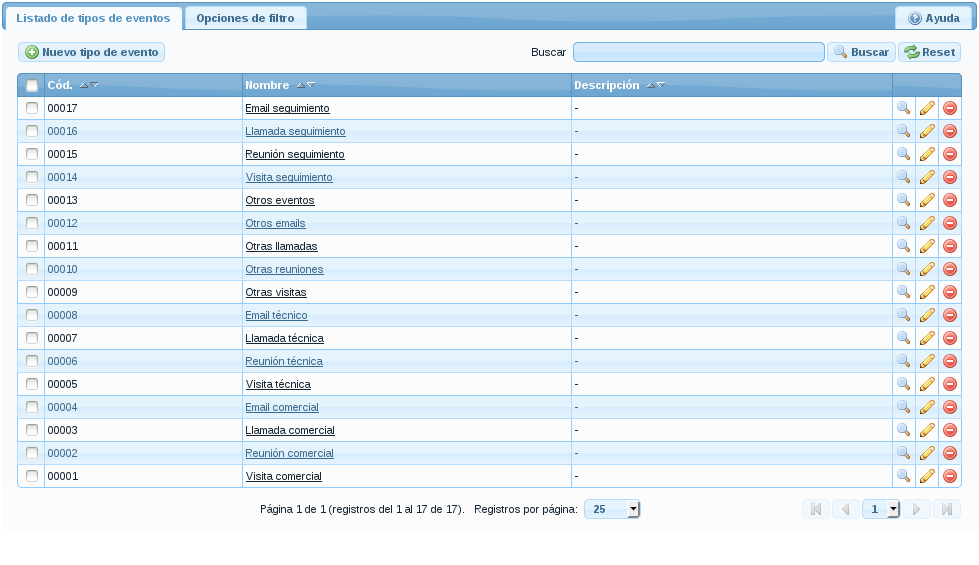 Listado de tipos de eventos Opciones de filtro Ayuda
Nuevo tipo de evento Buscar Buscar Reset
Cód. Nombre Descripción
00017 Email seguimiento -
00016 Llamada seguimiento -
00015 Reunión seguimiento -
00014 Visita seguimiento -
00013 Otros eventos -
00012 Otros emails -
00011 Otras llamadas -
00010 Otras reuniones -
00009 Otras visitas -
00008 Email técnico -
00007 Llamada técnica -
00006 Reunión técnica -
00005 Visita técnica -
00004 Email comercial -
00003 Llamada comercial -
00002 Reunión comercial -
00001 Visita comercial -
Página 1 de 1 (registros del 1 al 17 de 17). Registros por página: 25 1